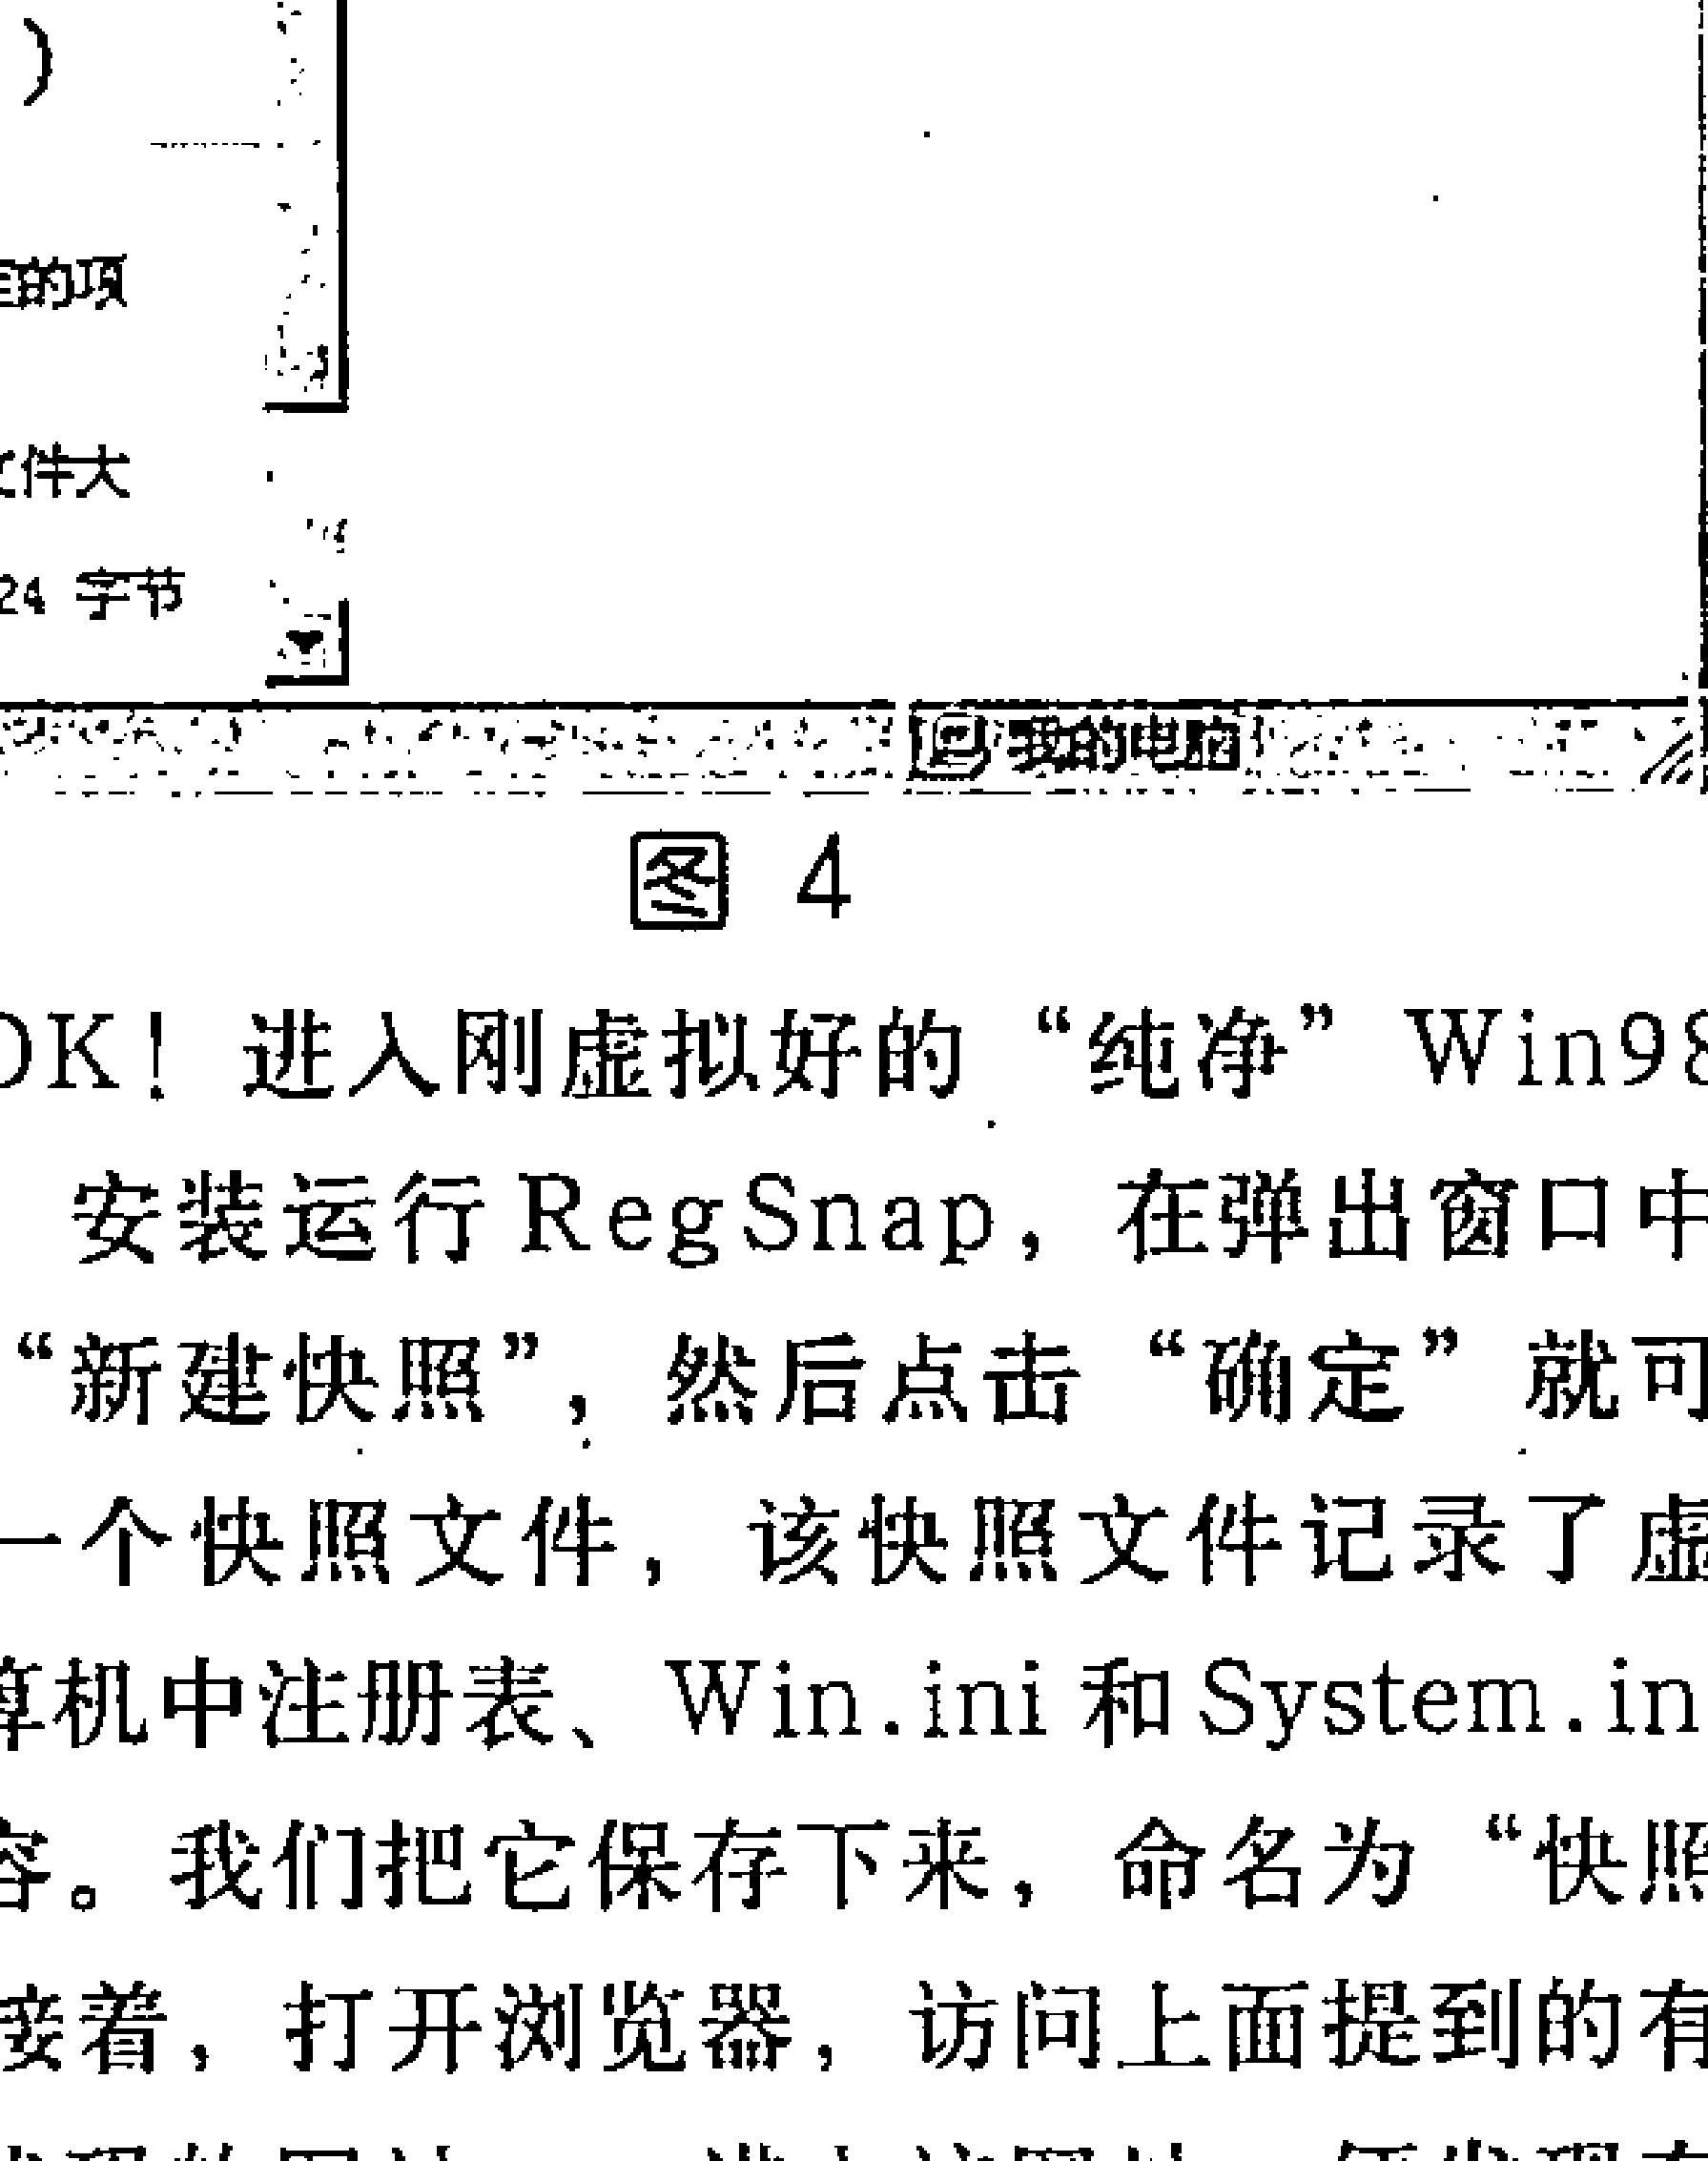 )
的项
文件大
24 字节
我的电脑
图 4
OK！进入刚虚拟好的“纯净”Win98
安装运行RegSnap，在弹出窗口中
“新建快照”，然后点击“确定”就可
一个快照文件，该快照文件记录了虚
算机中注册表、Win.ini和System.in
容。我们把它保存下来，命名为“快照
接着，打开浏览器，访问上面提到的有